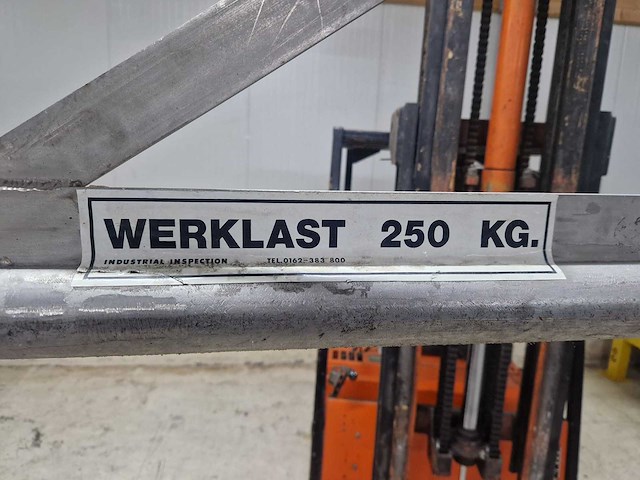 WERKLAST 250 KG.
INDUSTRIAL INSPECTION TEL.0162-383 800